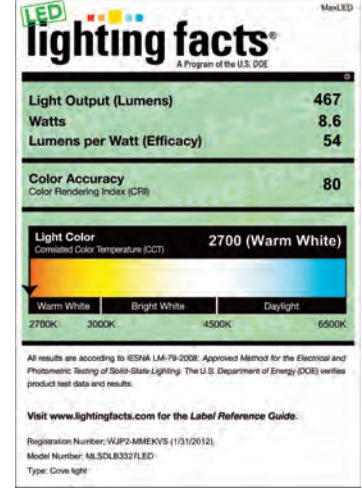 MaxLED
LED
lighting facts®
A Program of the U.S. DOE
Light Output (Lumens) 467
Watts 8.6
Lumens per Watt (Efficacy) 54
Color Accuracy 80
Color Rendering Index (CRI)
Light Color 2700 (Warm White)
Correlated Color Temperature (CCT)
Warm White Bright White Daylight
2700K 3000K 4500K 6500K
All results are according to IESNA LM-79-2008: Approved Method for the Electrical and
Photometric Testing of Solid-State Lighting. The U.S. Department of Energy (DOE) verifies
product test data and results.
Visit www.lightingfacts.com for the Label Reference Guide.
Registration Number: WJP2-MMEKVS (1/31/2012)
Model Number: MLSDLB3327LED
Type: Cove light